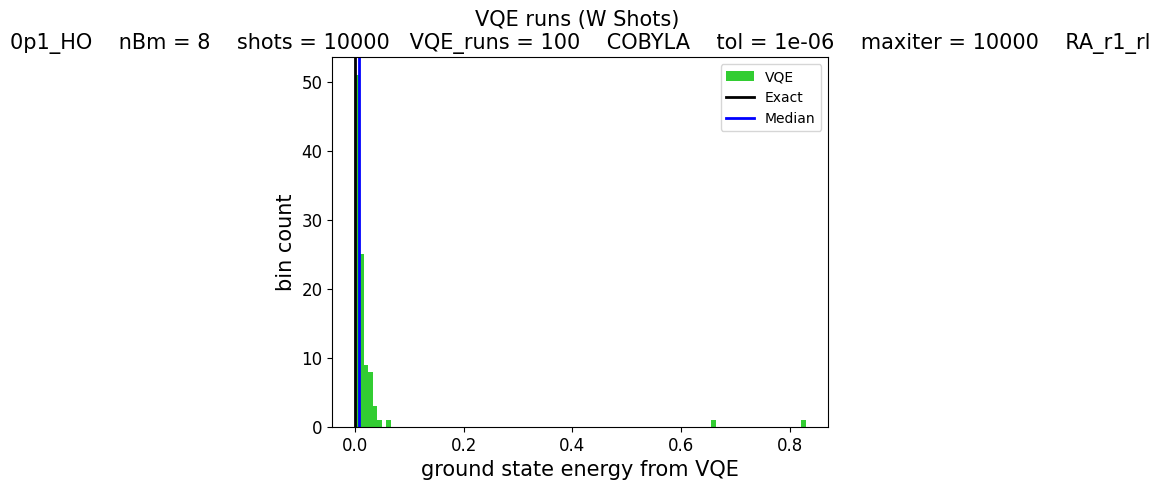 VQE runs (W Shots)
0p1_HO nBm = 8 shots = 10000 VQE_runs = 100 COBYLA tol = 1e-06 maxiter = 10000 RA_r1_rl
VQE
Exact
Median
50
40
30
20
10
0
bin count
0.0 0.2 0.4 0.6 0.8
ground state energy from VQE